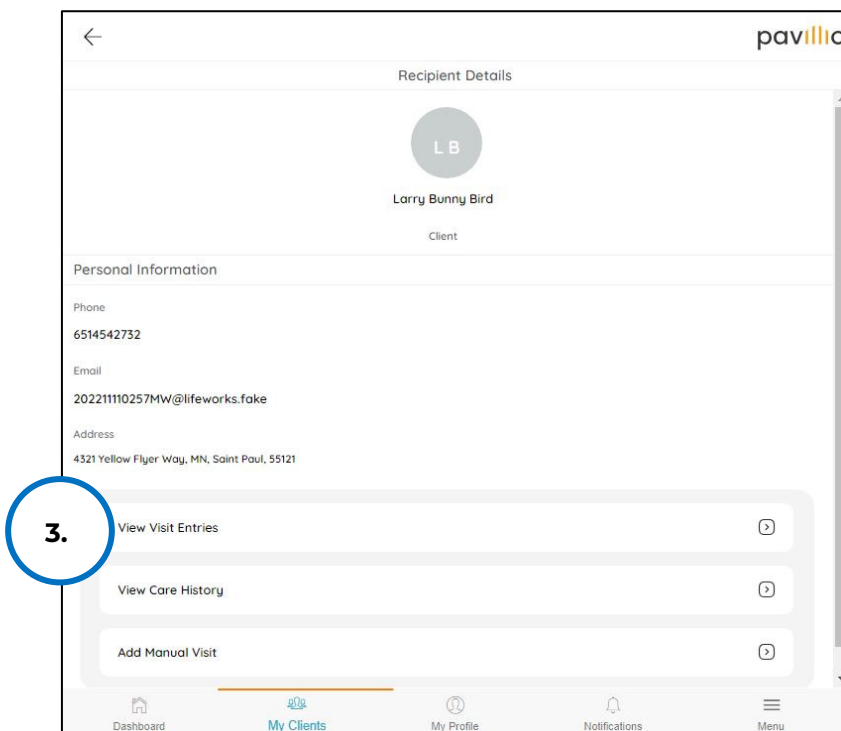 pavillio
Recipient Details
L B
Larry Bunny Bird
Client
Personal Information
Phone
6514542732
Email
202211110257MW@lifeworks.fake
Address
4321 Yellow Flyer Way, MN, Saint Paul, 55121
3.
View Visit Entries
View Care History
Add Manual Visit
Dashboard
My Clients
My Profile
Notifications
Menu